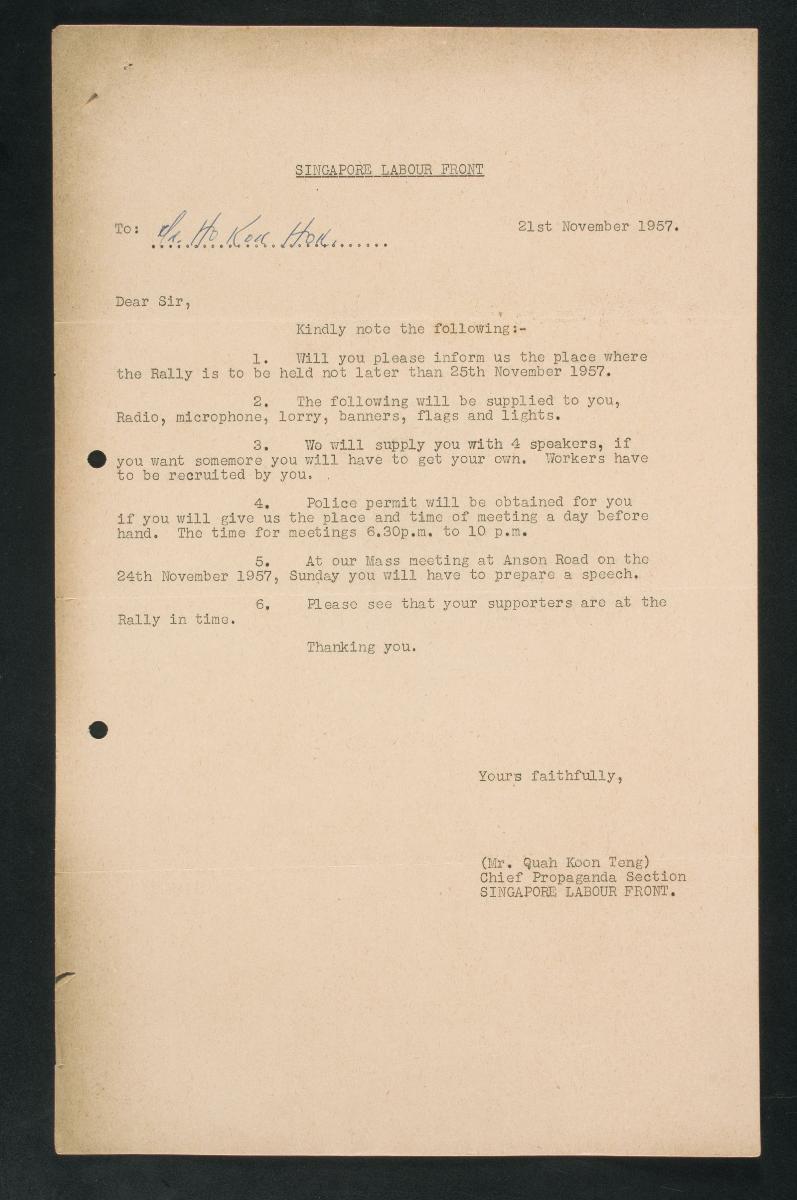 SINGAPORE LABOUR FRONT
To: Mr. Ho Kok Hoe.
21st November 1957.
Dear Sir,
Kindly note the following:-
1. Will you please inform us the place where
the Rally is to be held not later than 25th November 1957.
2. The following will be supplied to you,
Radio, microphone, lorry, banners, flags and lights.
3. We will supply you with 4 speakers, if
you want somemore you will have to get your own. Workers have
to be recruited by you.
4. Police permit will be obtained for you
if you will give us the place and time of meeting a day before
hand. The time for meetings 6.30p.m. to 10 p.m.
5. At our Mass meeting at Anson Road on the
24th November 1957, Sunday you will have to prepare a speech.
6. Please see that your supporters are at the
Rally in time.
Thanking you.
Yours faithfully,
(Mr. Quah Koon Teng)
Chief Propaganda Section
SINGAPORE LABOUR FRONT.